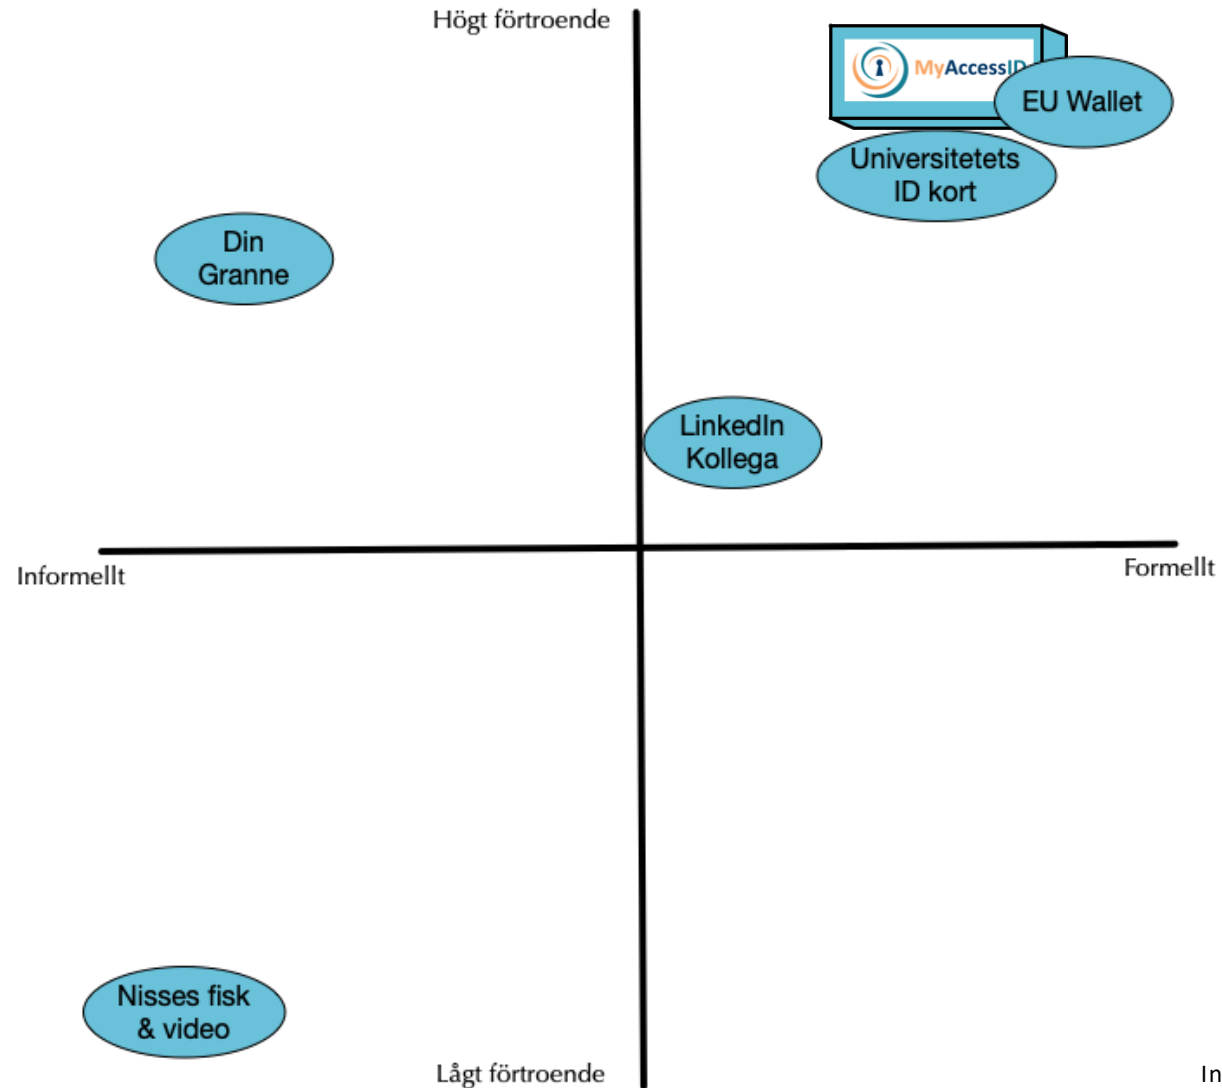 Högt förtroende
MyAccessID
EU Wallet
Universitetets
ID kort
Din
Granne
LinkedIn
Kollega
Informellt
Formellt
Nisses fisk
& video
Lågt förtroende
In